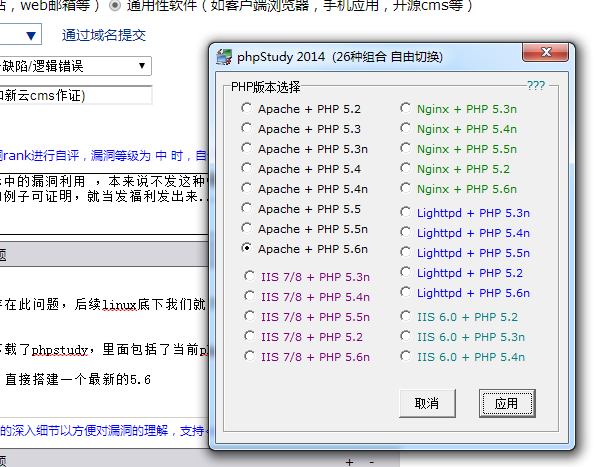 站，web邮箱等） 通用性软件（如客户端浏览器，手机应用，开源cms等）
通过域名提交
缺陷/逻辑错误
和新云cms作证)
rank进行自评，漏洞等级为 中 时，自
中的漏洞利用 ，本来说不发这种
例子可证明，就当发福利发出来..
题
存在此问题，后续linux底下我们就
下载了phpstudy，里面包括了当前p
直接搭建一个最新的5.6
的深入细节以方便对漏洞的理解，支持
题
+ -
phpStudy 2014 (26种组合 自由切换)
PHP版本选择
???
Apache + PHP 5.2
Apache + PHP 5.3
Apache + PHP 5.3n
Apache + PHP 5.4
Apache + PHP 5.4n
Apache + PHP 5.5
Apache + PHP 5.5n
Apache + PHP 5.6n
IIS 7/8 + PHP 5.3n
IIS 7/8 + PHP 5.4n
IIS 7/8 + PHP 5.5n
IIS 7/8 + PHP 5.2
IIS 7/8 + PHP 5.6n
Nginx + PHP 5.3n
Nginx + PHP 5.4n
Nginx + PHP 5.5n
Nginx + PHP 5.2
Nginx + PHP 5.6n
Lighttpd + PHP 5.3n
Lighttpd + PHP 5.4n
Lighttpd + PHP 5.5n
Lighttpd + PHP 5.2
Lighttpd + PHP 5.6n
IIS 6.0 + PHP 5.2
IIS 6.0 + PHP 5.3n
IIS 6.0 + PHP 5.4n
取消
应用